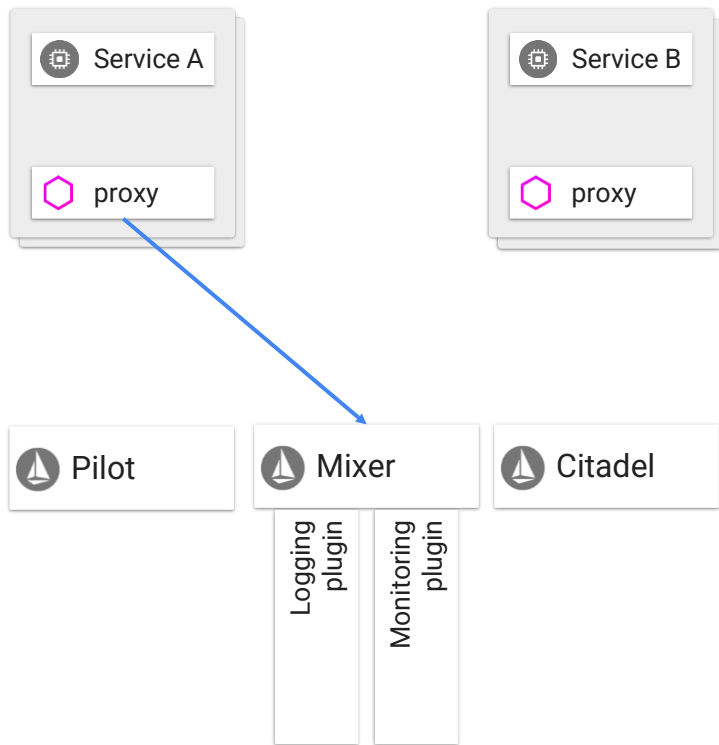 Service A
Service B
proxy
proxy
Pilot
Mixer
Citadel
Logging
plugin
Monitoring
plugin